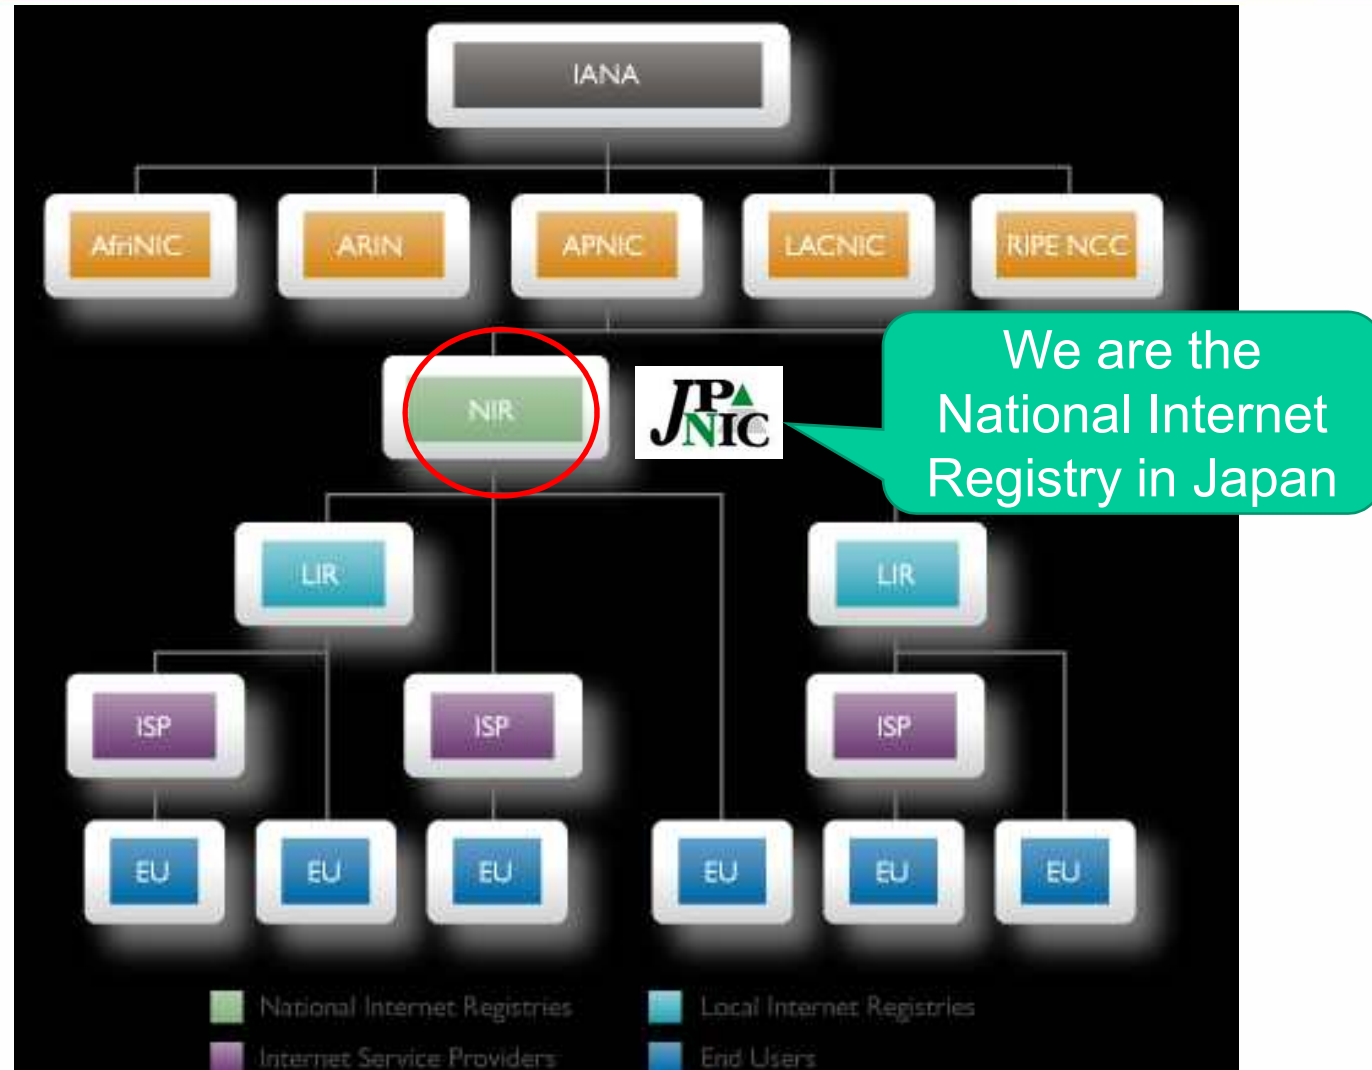 IANA
AfriNIC
ARIN
APNIC
LACNIC
RIPE NCC
NIR
JP
NIC
We are the
National Internet
Registry in Japan
LIR
LIR
ISP
ISP
ISP
EU
EU
EU
EU
EU
EU
National Internet Registries
Local Internet Registries
Internet Service Providers
End Users